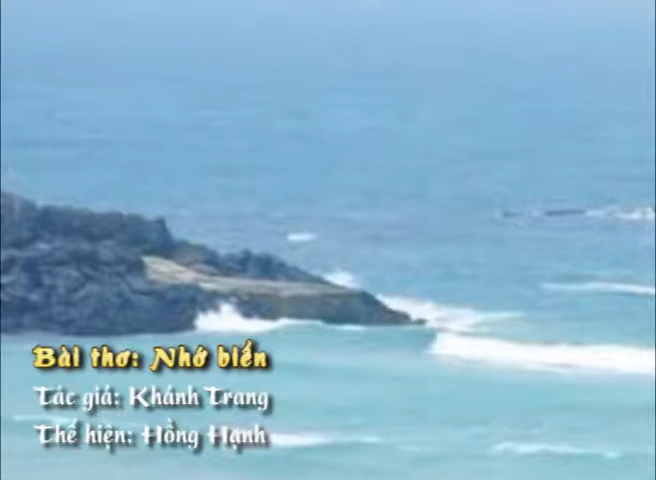 Bài thơ: Nhớ biển
Tác giả: Khánh Trang
Thể hiện: Hồng Hạnh